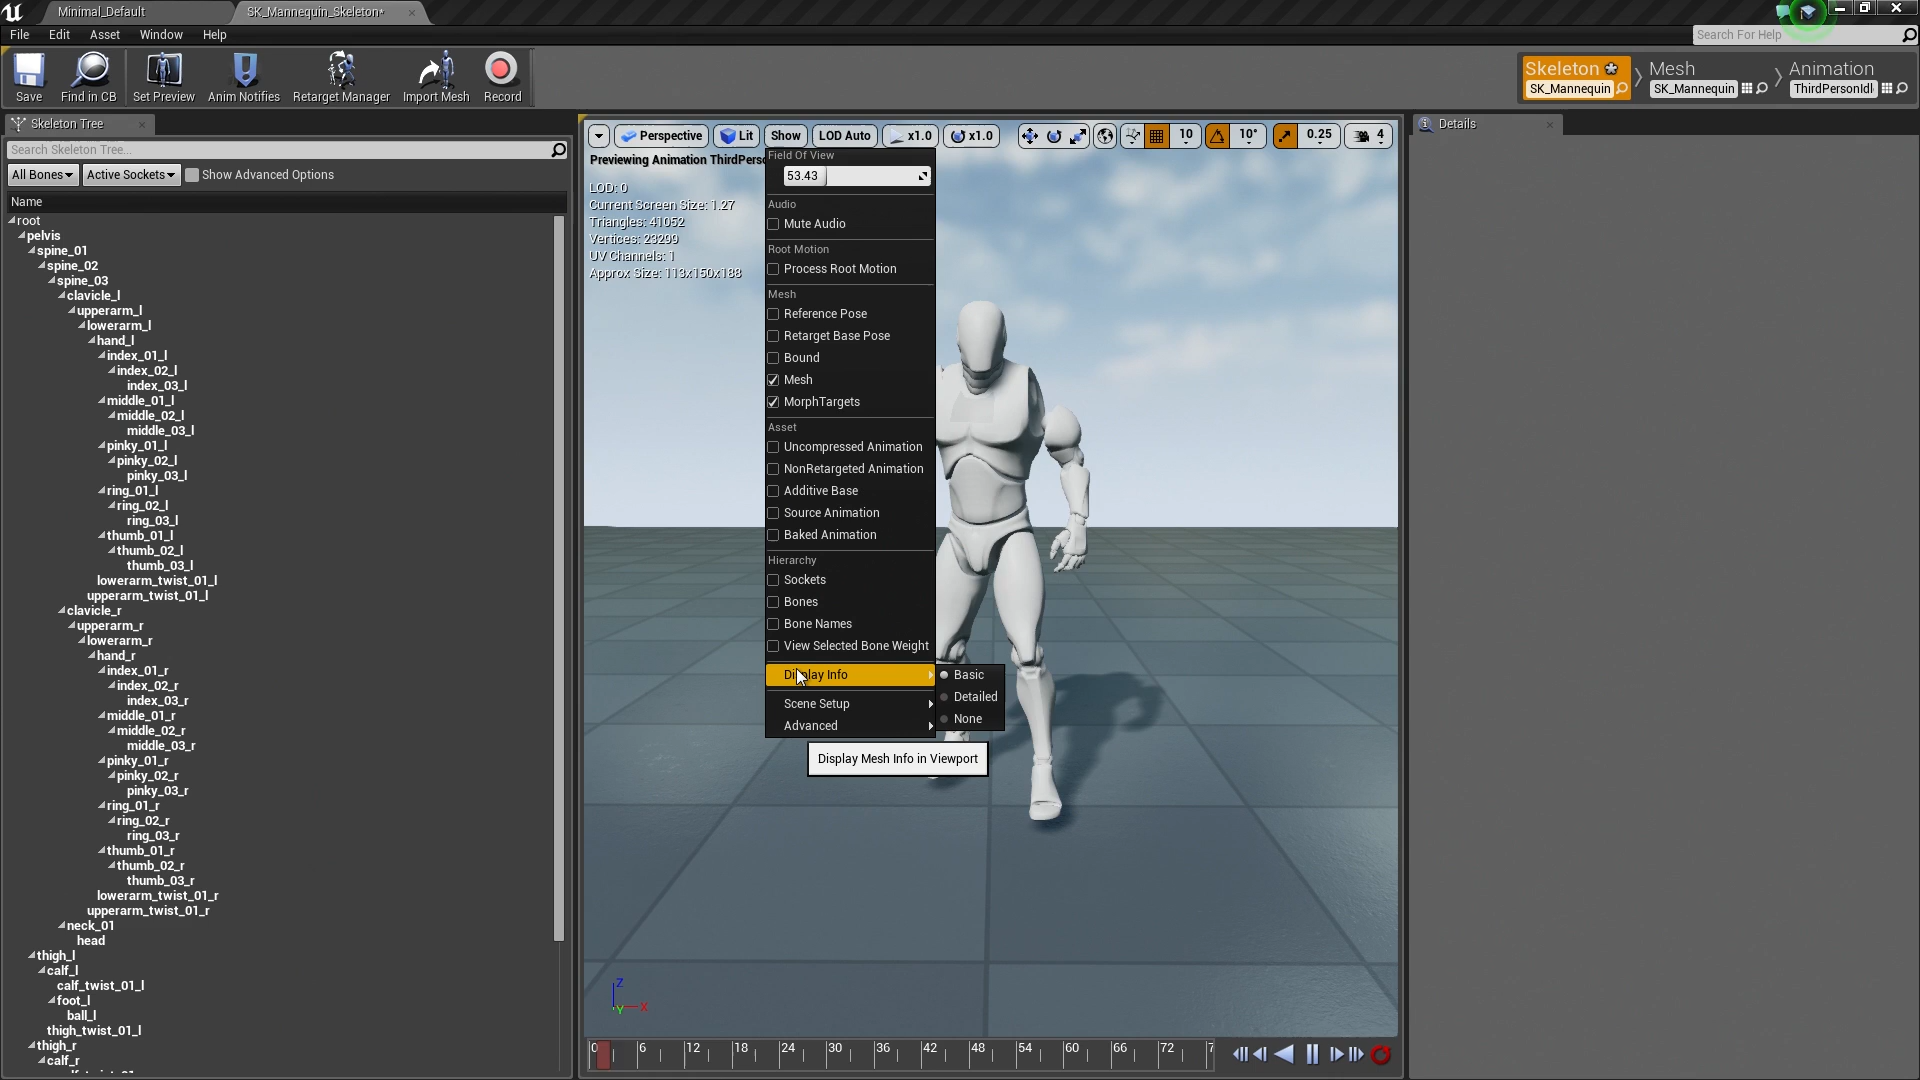 Minimal_Default
SK_Mannequin_Skeleton*
File Edit Asset Window Help
Search For Help
Save
Find in CB
Set Preview
Anim Notifies
Retarget Manager
Import Mesh
Record
Skeleton
SK_Mannequin
Mesh
SK_Mannequin
Animation
ThirdPersonIdl
Skeleton Tree
Search Skeleton Tree...
All Bones
Active Sockets
Show Advanced Options
Name
root
pelvis
spine_01
spine_02
spine_03
clavicle_l
upperarm_l
lowerarm_l
hand_l
index_01_l
index_02_l
index_03_l
middle_01_l
middle_02_l
middle_03_l
pinky_01_l
pinky_02_l
pinky_03_l
ring_01_l
ring_02_l
ring_03_l
thumb_01_l
thumb_02_l
thumb_03_l
lowerarm_twist_01_l
upperarm_twist_01_l
clavicle_r
upperarm_r
lowerarm_r
hand_r
index_01_r
index_02_r
index_03_r
middle_01_r
middle_02_r
middle_03_r
pinky_01_r
pinky_02_r
pinky_03_r
ring_01_r
ring_02_r
ring_03_r
thumb_01_r
thumb_02_r
thumb_03_r
lowerarm_twist_01_r
upperarm_twist_01_r
neck_01
head
thigh_l
calf_l
calf_twist_01_l
foot_l
ball_l
thigh_twist_01_l
thigh_r
calf_r
Perspective Lit Show LOD Auto x1.0 x1.0 10 10° 0.25 4
Previewing Animation ThirdPerso
LOD: 0
Current Screen Size: 1.27
Triangles: 41052
Vertices: 23299
UV Channels: 1
Approx Size: 113x150x188
Field Of View
53.43
Audio
Mute Audio
Root Motion
Process Root Motion
Mesh
Reference Pose
Retarget Base Pose
Bound
Mesh
MorphTargets
Asset
Uncompressed Animation
NonRetargeted Animation
Additive Base
Source Animation
Baked Animation
Hierarchy
Sockets
Bones
Bone Names
View Selected Bone Weight
Display Info
Scene Setup
Advanced
Basic
Detailed
None
Display Mesh Info in Viewport
Z
X
Y
0 6 12 18 24 30 36 42 48 54 60 66 72
Details